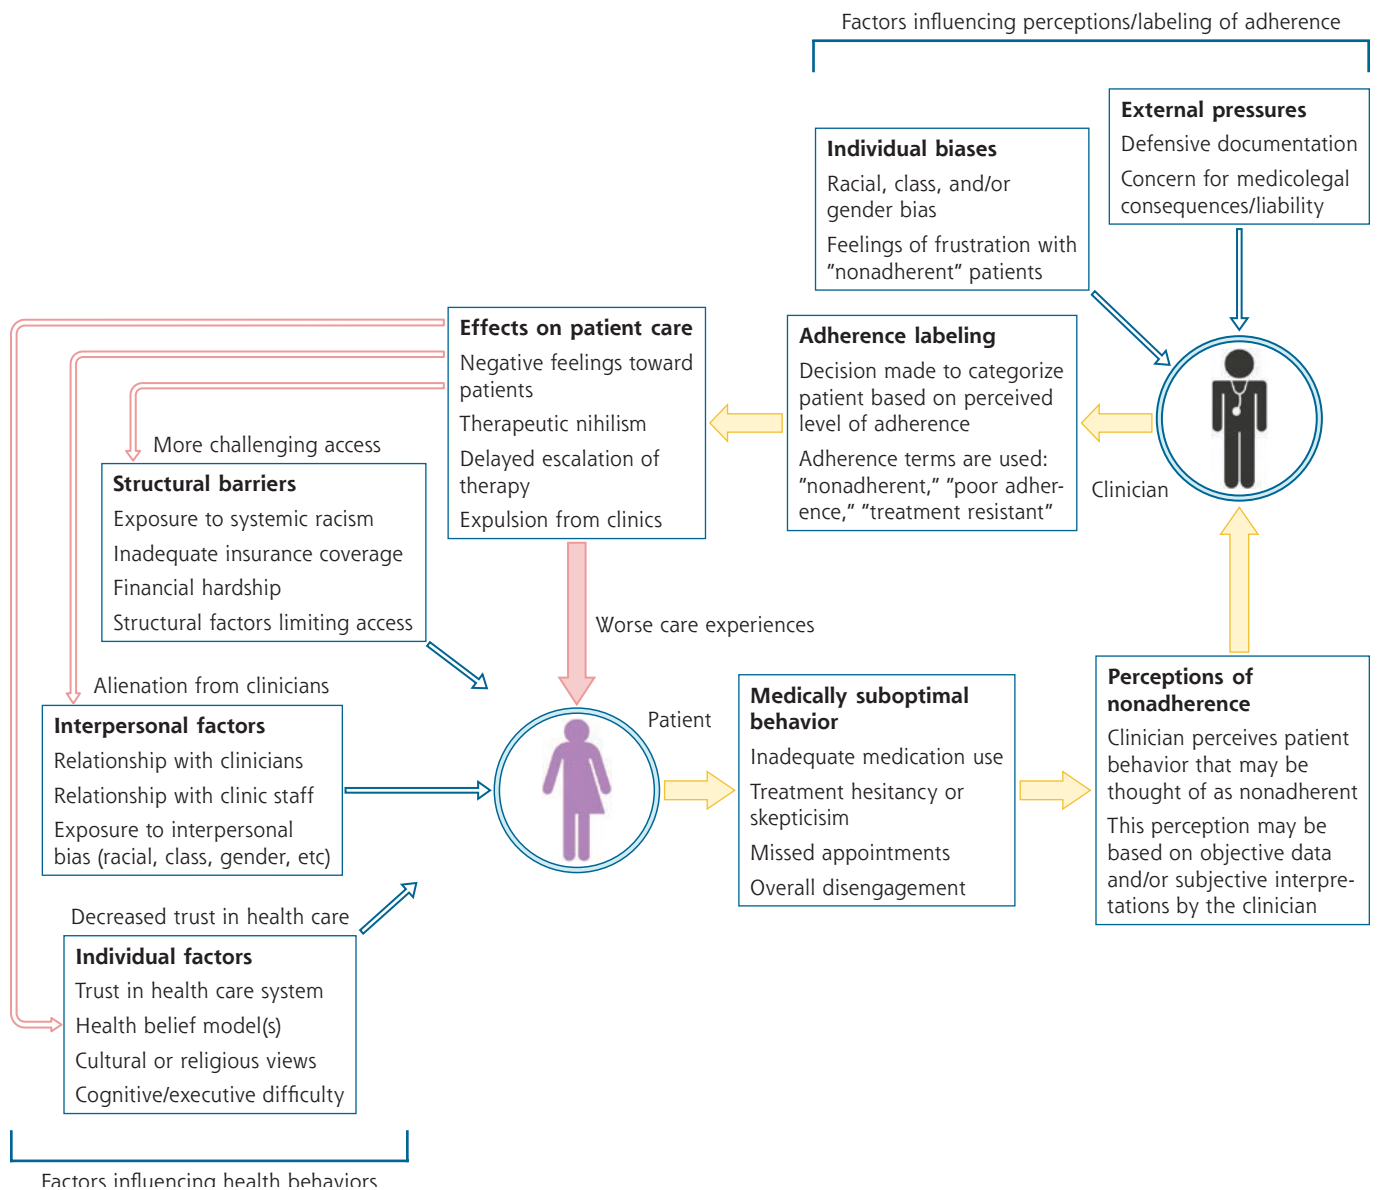 Factors influencing perceptions/labeling of adherence
External pressures
Defensive documentation
Concern for medicolegal
consequences/liability
Individual biases
Racial, class, and/or
gender bias
Feelings of frustration with
"nonadherent" patients
Effects on patient care
Negative feelings toward
patients
Therapeutic nihilism
Delayed escalation of
therapy
Expulsion from clinics
Adherence labeling
Decision made to categorize
patient based on perceived
level of adherence
Adherence terms are used:
"nonadherent," "poor adher-
ence," "treatment resistant"
Clinician
More challenging access
Structural barriers
Exposure to systemic racism
Inadequate insurance coverage
Financial hardship
Structural factors limiting access
Worse care experiences
Alienation from clinicians
Interpersonal factors
Relationship with clinicians
Relationship with clinic staff
Exposure to interpersonal
bias (racial, class, gender, etc)
Patient
Medically suboptimal
behavior
Inadequate medication use
Treatment hesitancy or
skepticisim
Missed appointments
Overall disengagement
Perceptions of
nonadherence
Clinician perceives patient
behavior that may be
thought of as nonadherent
This perception may be
based on objective data
and/or subjective interpre-
tations by the clinician
Decreased trust in health care
Individual factors
Trust in health care system
Health belief model(s)
Cultural or religious views
Cognitive/executive difficulty
Factors influencing health behaviors